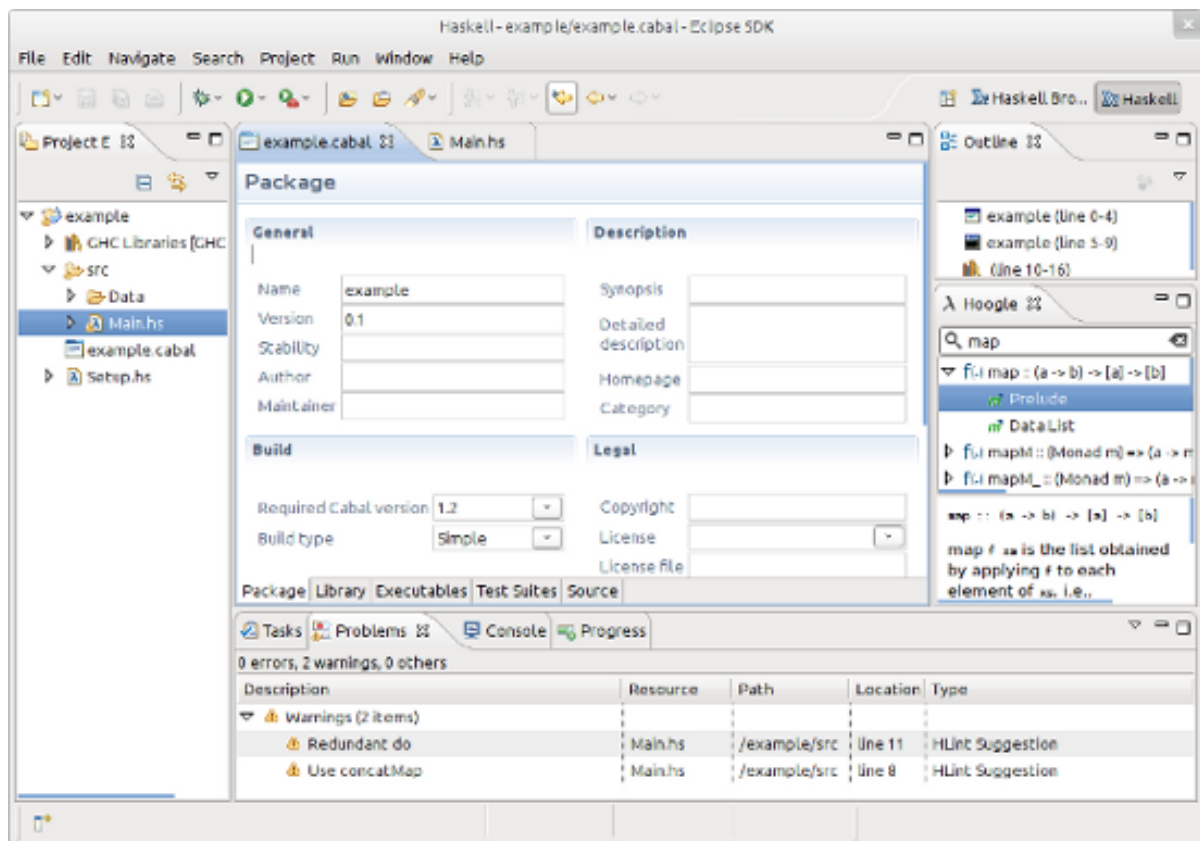 Haskell - example/example.cabal - Eclipse SDK
File Edit Navigate Search Project Run Window Help
Haskell Bro... Haskell
Project E
example
GHC Libraries [GHC
src
Data
Main.hs
example.cabal
Setup.hs
example.cabal Main.hs
Package
General
Name example
Version 0.1
Stability
Author
Maintainer
Description
Synopsis
Detailed
description
Homepage
Category
Build
Required Cabal version 1.2
Build type Simple
Legal
Copyright
License
License file
Package Library Executables Test Suites Source
Outline
example (line 0-4)
example (line 5-9)
(line 10-16)
λ Hoogle
map
map :: (a -> b) -> [a] -> [b]
Prelude
Data.List
mapM :: (Monad m) => (a -> m
mapM_ :: (Monad m) => (a ->
map :: (a -> b) -> [a] -> [b]
map f xs is the list obtained
by applying f to each
element of xs, i.e.,
Tasks Problems Console Progress
0 errors, 2 warnings, 0 others
Description Resource Path Location Type
Warnings (2 items)
Redundant do Main.hs /example/src line 11 HLint Suggestion
Use concatMap Main.hs /example/src line 8 HLint Suggestion